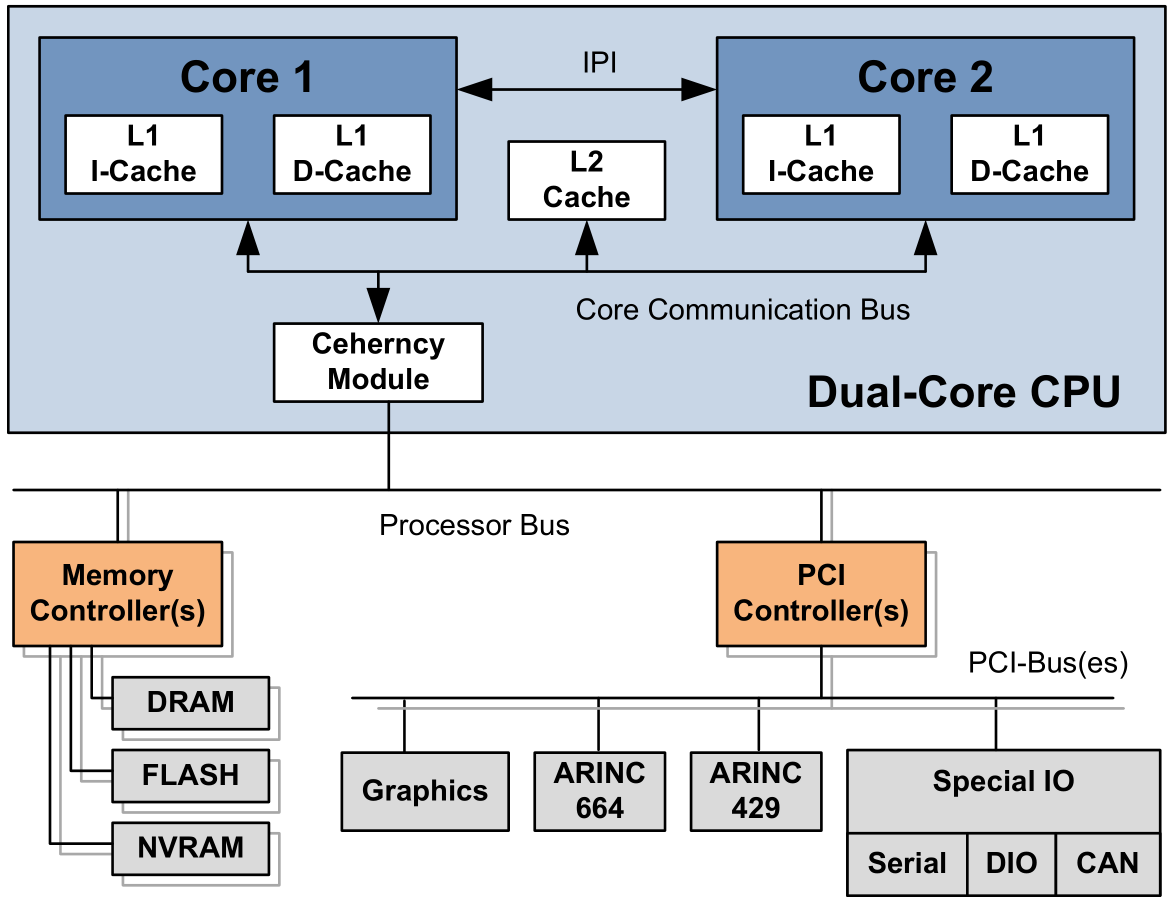 Core 1
IPI
Core 2
L1
I-Cache
L1
D-Cache
L2
Cache
L1
I-Cache
L1
D-Cache
Core Communication Bus
Ceherncy
Module
Dual-Core CPU
Processor Bus
Memory
Controller(s)
PCI
Controller(s)
PCI-Bus(es)
DRAM
FLASH
NVRAM
Graphics
ARINC
664
ARINC
429
Special IO
Serial
DIO
CAN